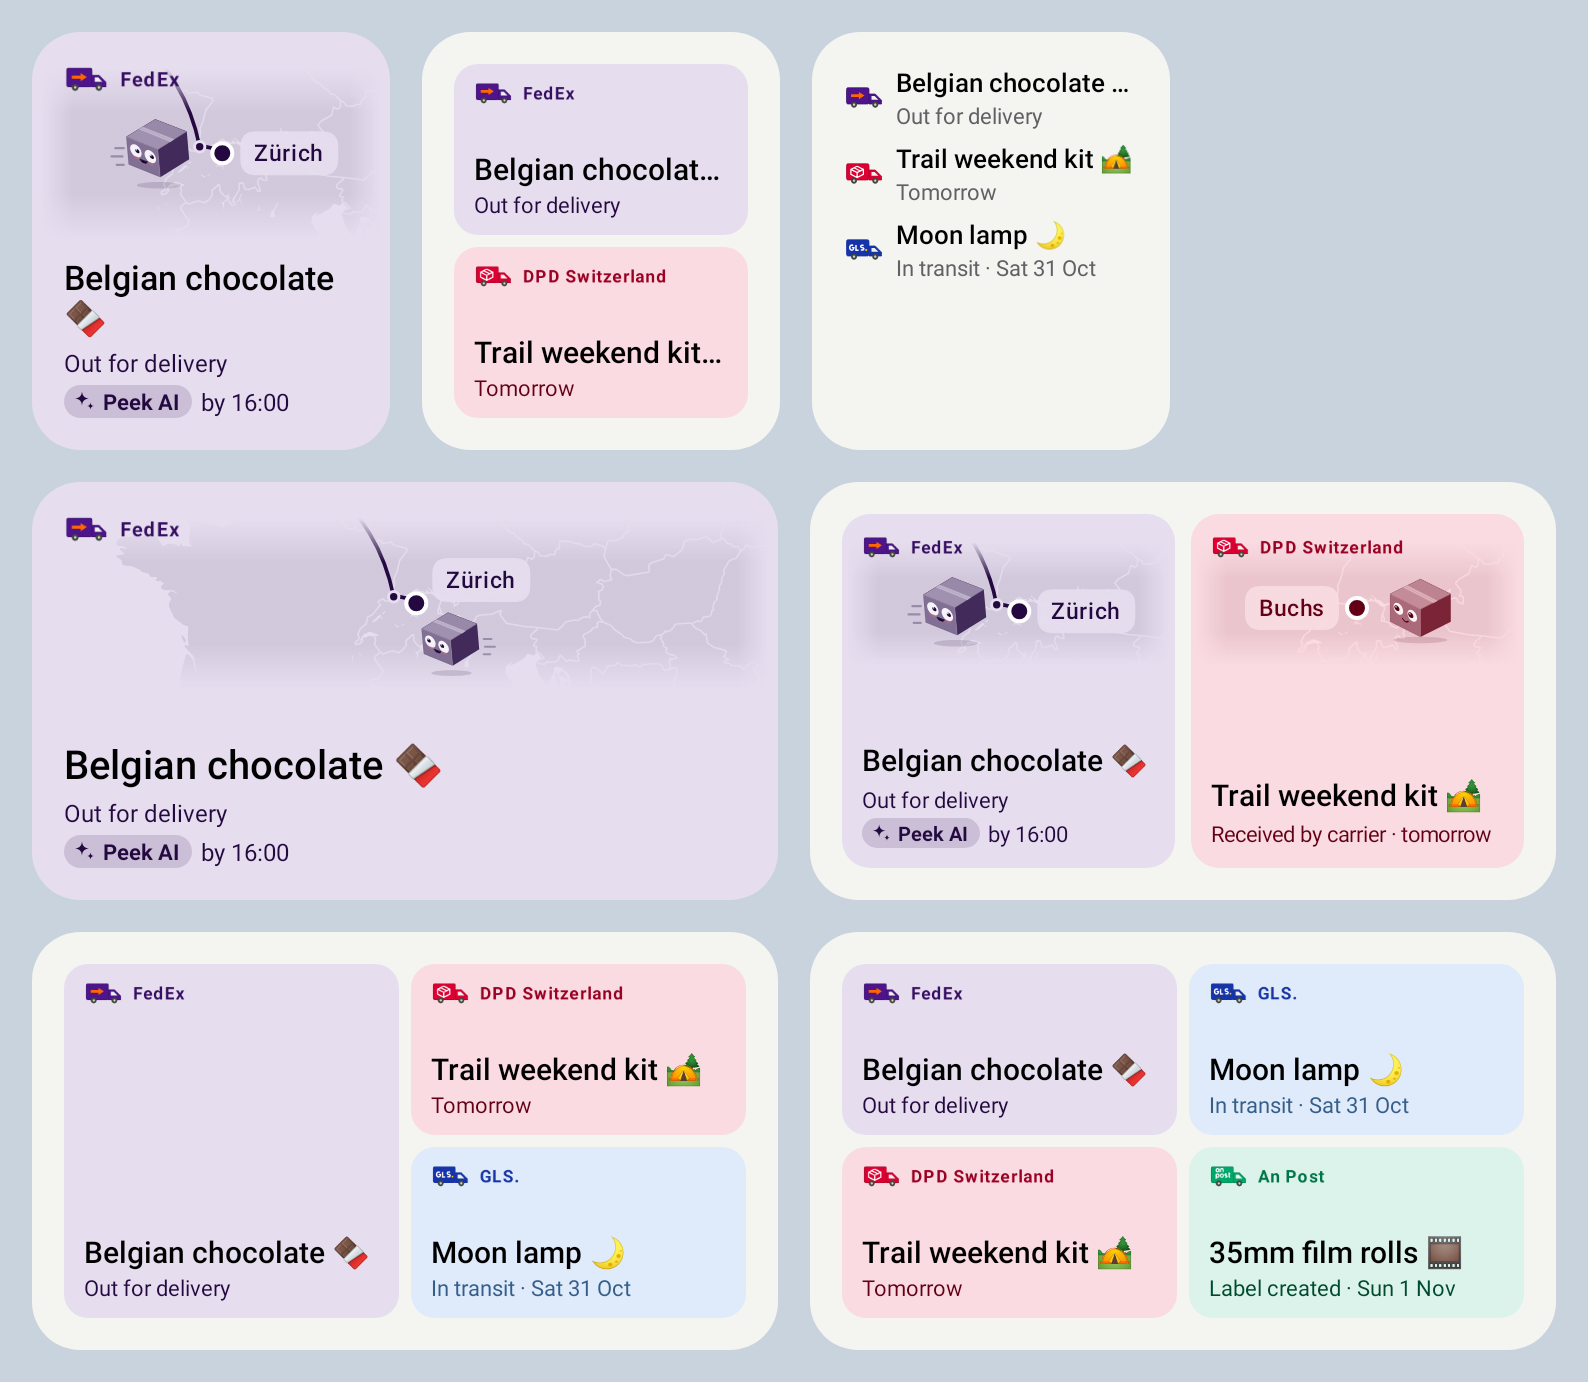 FedEx
Zürich
Belgian chocolate
🍫
Out for delivery
Peek AI by 16:00
FedEx
Belgian chocolat...
Out for delivery
DPD Switzerland
Trail weekend kit...
Tomorrow
Belgian chocolate ...
Out for delivery
Trail weekend kit 🏕️
Tomorrow
GLS.
Moon lamp 🌙
In transit · Sat 31 Oct
FedEx
Zürich
Belgian chocolate 🍫
Out for delivery
Peek AI by 16:00
FedEx
Zürich
Belgian chocolate 🍫
Out for delivery
Peek AI by 16:00
DPD Switzerland
Buchs
Trail weekend kit 🏕️
Received by carrier · tomorrow
FedEx
Belgian chocolate 🍫
Out for delivery
DPD Switzerland
Trail weekend kit 🏕️
Tomorrow
GLS. GLS.
Moon lamp 🌙
In transit · Sat 31 Oct
FedEx
Belgian chocolate 🍫
Out for delivery
GLS. GLS.
Moon lamp 🌙
In transit · Sat 31 Oct
DPD Switzerland
Trail weekend kit 🏕️
Tomorrow
an post An Post
35mm film rolls 🎞️
Label created · Sun 1 Nov